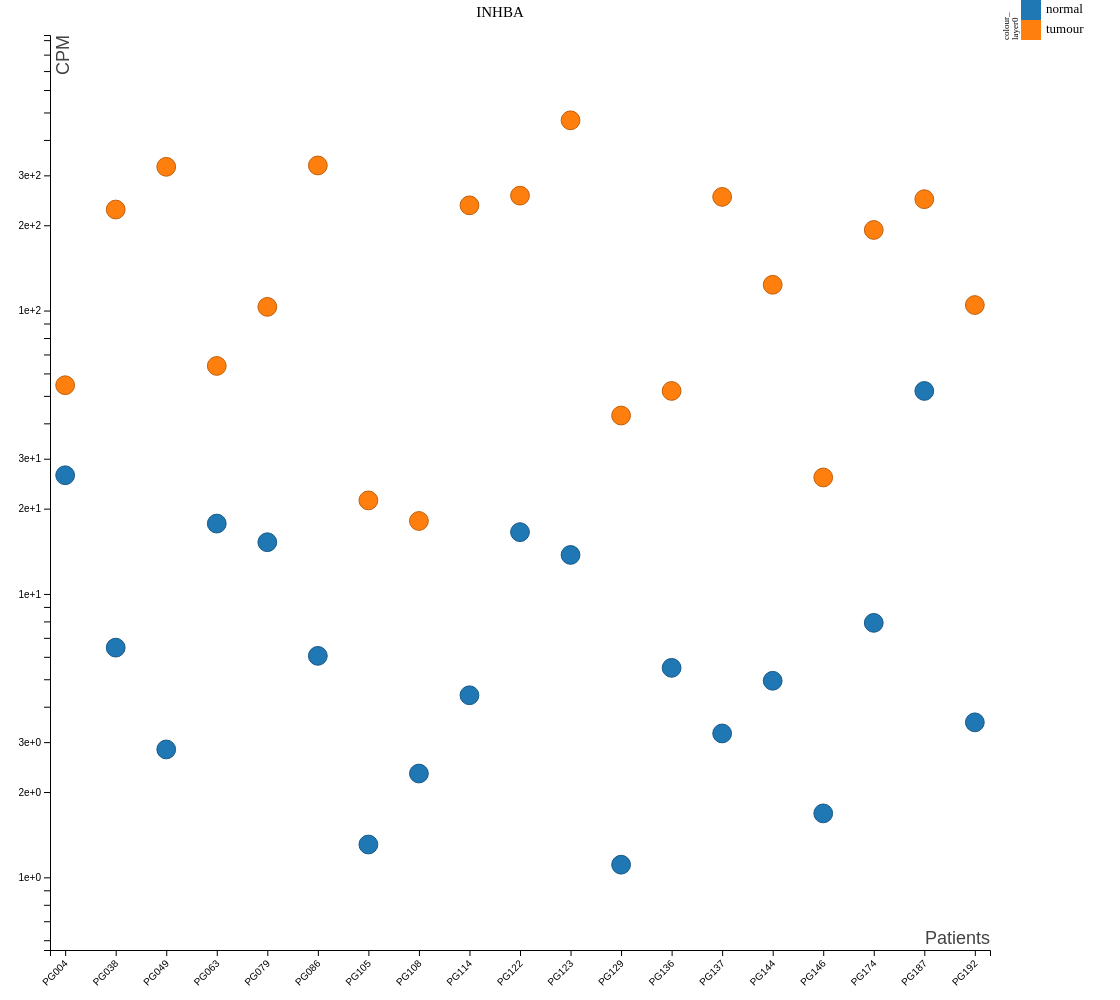 INHBA
colour_
layer0
normal
tumour
CPM
3e+2
2e+2
1e+2
3e+1
2e+1
1e+1
3e+0
2e+0
1e+0
Patients
PG004 PG038 PG049 PG063 PG079 PG086 PG105 PG108 PG114 PG122 PG123 PG129 PG136 PG137 PG144 PG146 PG174 PG187 PG192